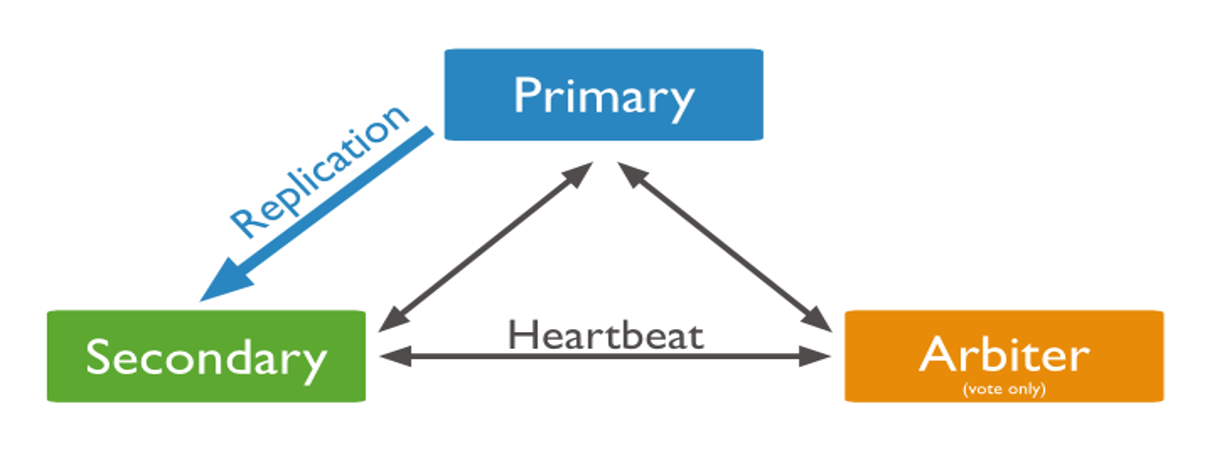 Primary
Replication
Heartbeat
Secondary
Arbiter
(vote only)